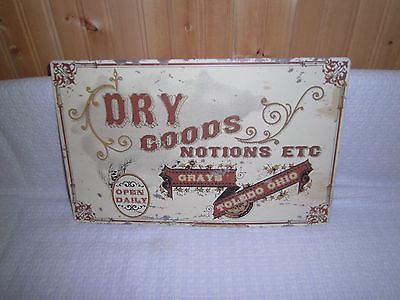 DRY
GOODS
NOTIONS ETC
GRAYS
TOLEDO OHIO
OPEN
DAILY